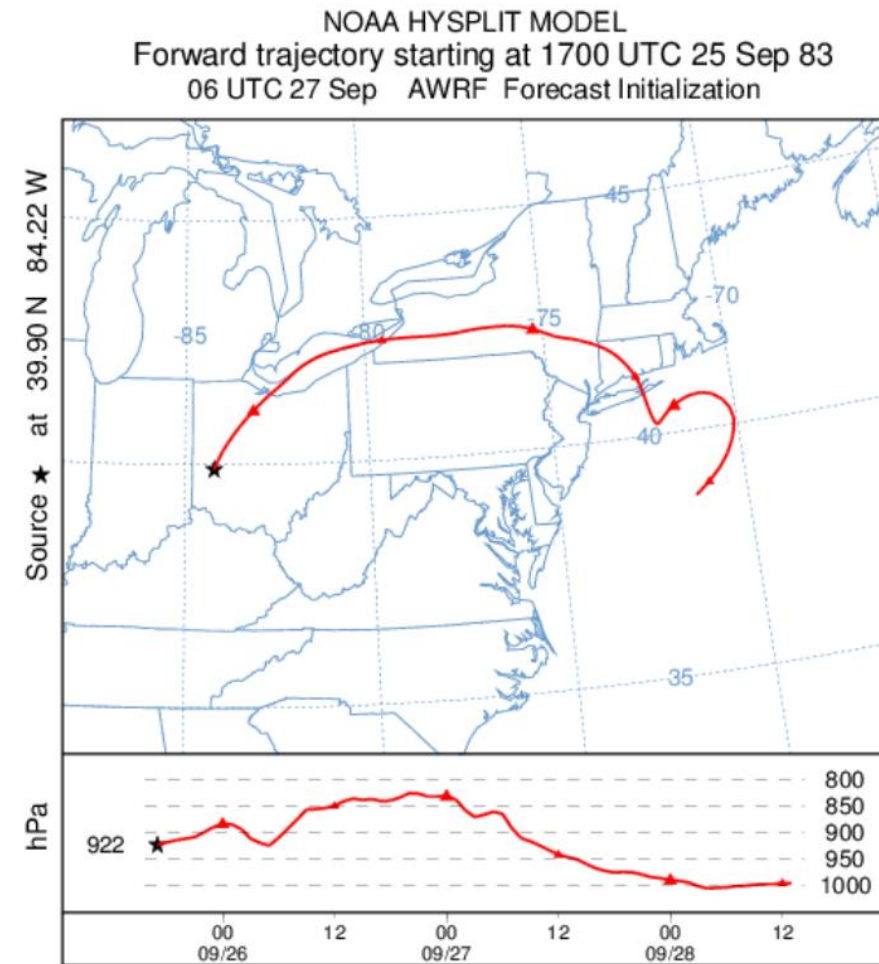 NOAA HYSPLIT MODEL
Forward trajectory starting at 1700 UTC 25 Sep 83
06 UTC 27 Sep AWRF Forecast Initialization
Source ★ at 39.90 N 84.22 W
45
-70
-75
-80
-85
40
35
hPa
922
800
850
900
950
1000
00 12 00 12 00 12
09/26 09/27 09/28